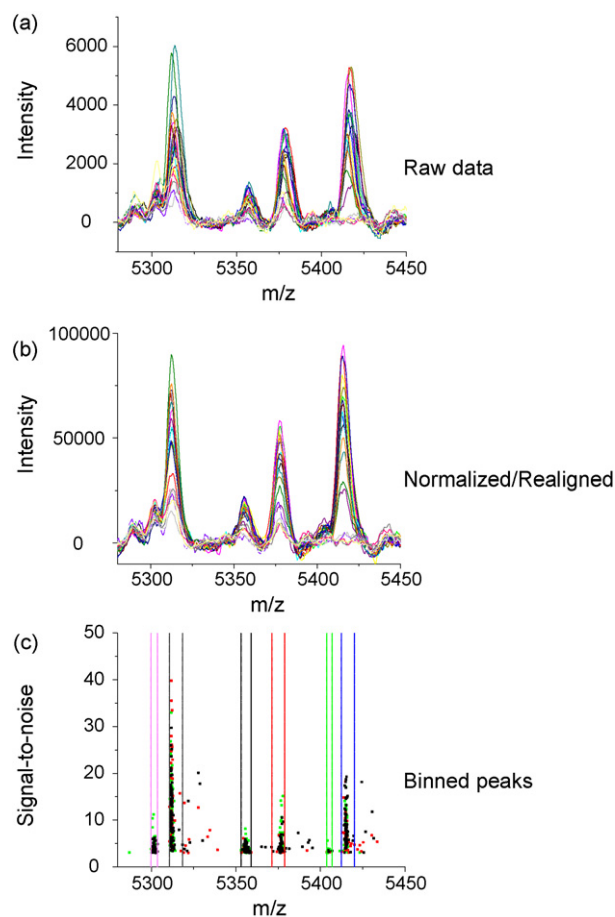 (a)
6000
4000
2000
0
Intensity
5300
5350
5400
5450
m/z
Raw data
(b)
100000
50000
0
Intensity
5300
5350
5400
5450
m/z
Normalized/Realigned
(c)
50
40
30
20
10
0
Signal-to-noise
5300
5350
5400
5450
m/z
Binned peaks